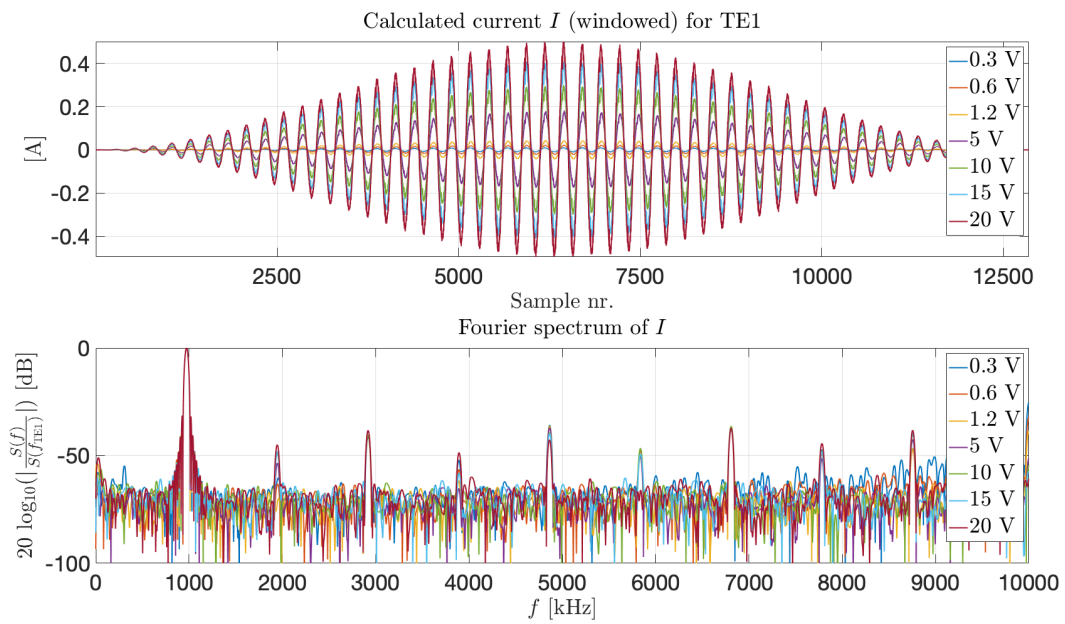 Calculated current I (windowed) for TE1
[A]
0.4
0.2
0
-0.2
-0.4
0.3 V
0.6 V
1.2 V
5 V
10 V
15 V
20 V
2500
5000
7500
10000
12500
Sample nr.
Fourier spectrum of I
20 log₁₀(|S(f)/S(f_TE1)|) [dB]
0
-50
-100
0.3 V
0.6 V
1.2 V
5 V
10 V
15 V
20 V
0
1000
2000
3000
4000
5000
6000
7000
8000
9000
10000
f [kHz]